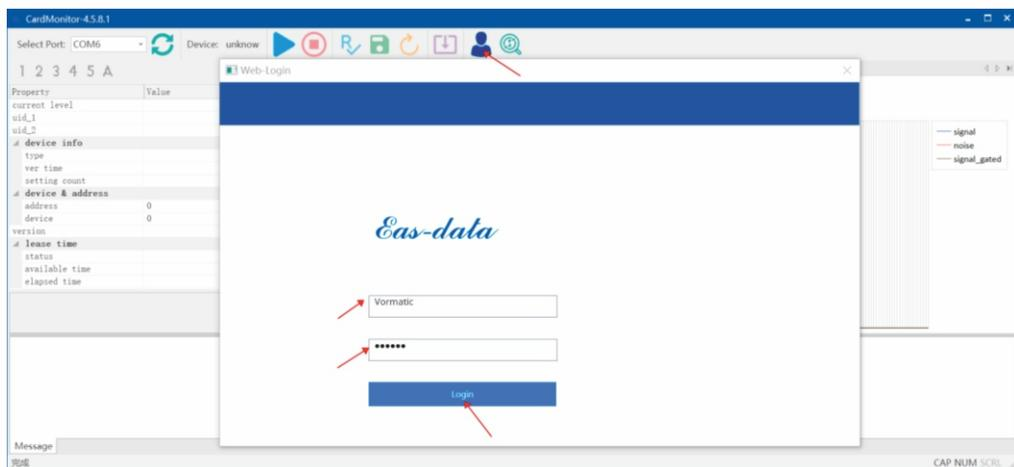 CardMonitor-4.5.8.1
Select Port: COM6 Device: unknow
1 2 3 4 5 A
Web-Login
Property Value
current level
uid_1
uid_2
device info
type
ver time
setting count
device & address
address 0
device 0
version
lease time
status
available time
elapsed time
signal
noise
signal_gated
Eas-data
Vormatic
••••••
Login
Message
完成
CAP NUM SCRL